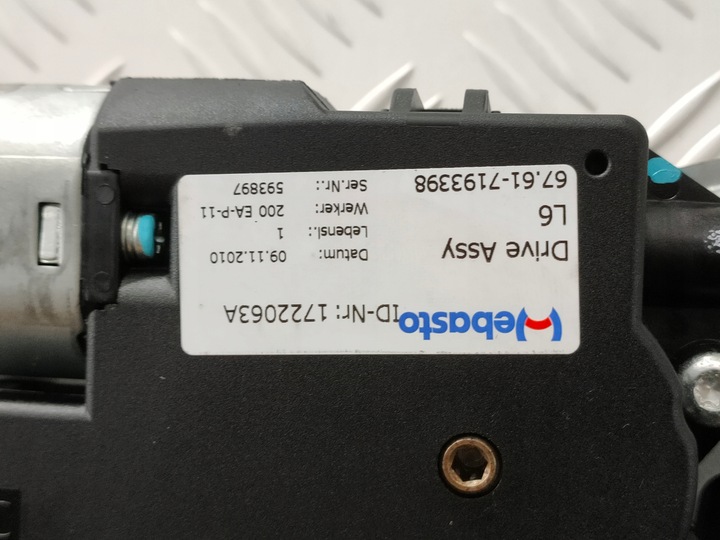 Webasto ID-Nr: 1722063A
Drive Assy
L6
67.61-7193398
Datum: 09.11.2010
Lebensl.: 1
Werker: 200 EA-P-11
Ser.Nr.: 593897